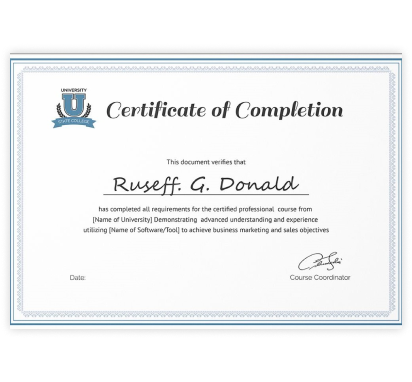 UNIVERSITY
U
STATE COLLEGE
Certificate of Completion
This document verifies that
Ruseff. G. Donald
has completed all requirements for the certified professional course from
[Name of University] Demonstrating advanced understanding and experience
utilizing [Name of Software/Tool] to achieve business marketing and sales objectives
Date:
Course Coordinator